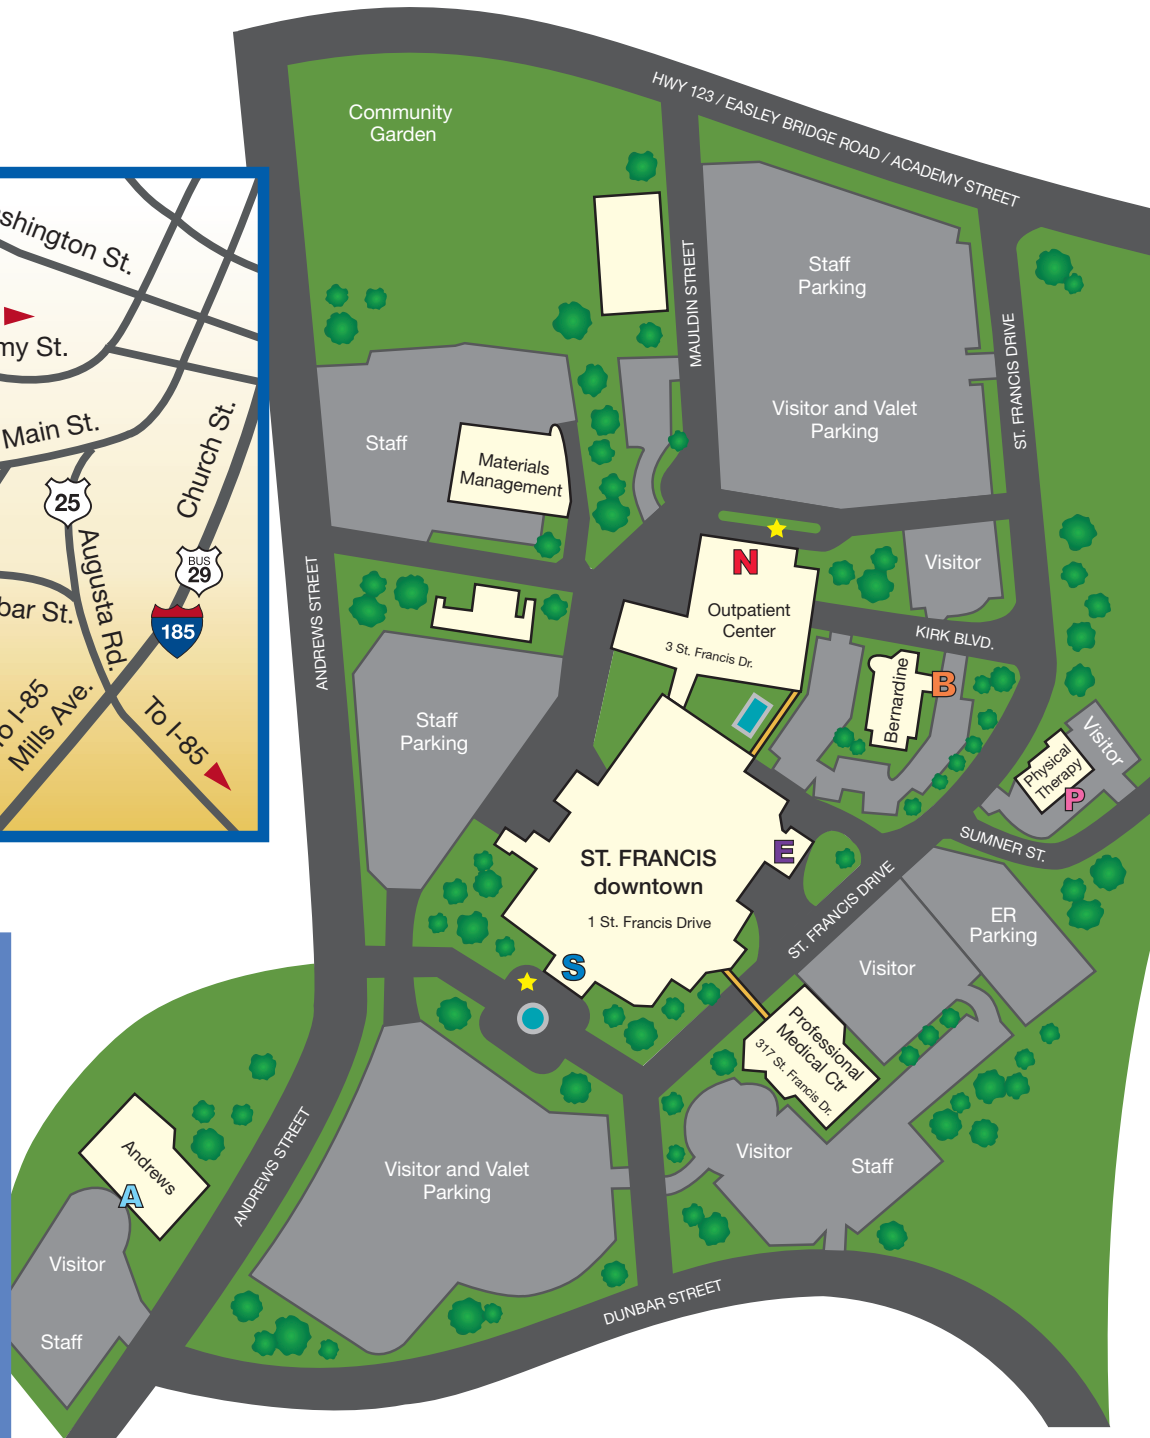 HWY 123 / EASLEY BRIDGE ROAD / ACADEMY STREET
Community
Garden
MAULDIN STREET
Staff
Parking
ST. FRANCIS DRIVE
Visitor and Valet
Parking
shington St.
my St.
Main St.
Church St.
25
Augusta Rd.
BUS
29
bar St.
185
To I-85
Mills Ave.
To I-85
Staff
Materials
Management
ANDREWS STREET
N
Outpatient
Center
3 St. Francis Dr.
Visitor
KIRK BLVD.
Bernardine
B
Staff
Parking
Visitor
Physical
Therapy
P
SUMNER ST.
ST. FRANCIS
downtown
1 St. Francis Drive
E
S
ST. FRANCIS DRIVE
ER
Parking
Visitor
Professional
Medical Ctr
317 St. Francis Dr.
Visitor
Staff
Visitor and Valet
Parking
ANDREWS STREET
Andrews
A
Visitor
Staff
DUNBAR STREET